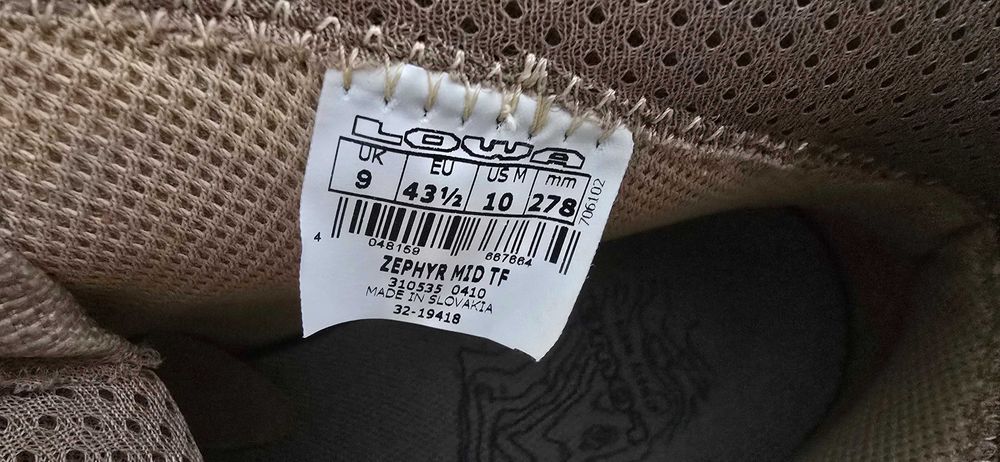 LOWA
UK EU US M mm
9 43½ 10 278
706102
4 048159 667664
ZEPHYR MID TF
310535 0410
MADE IN SLOVAKIA
32-19418